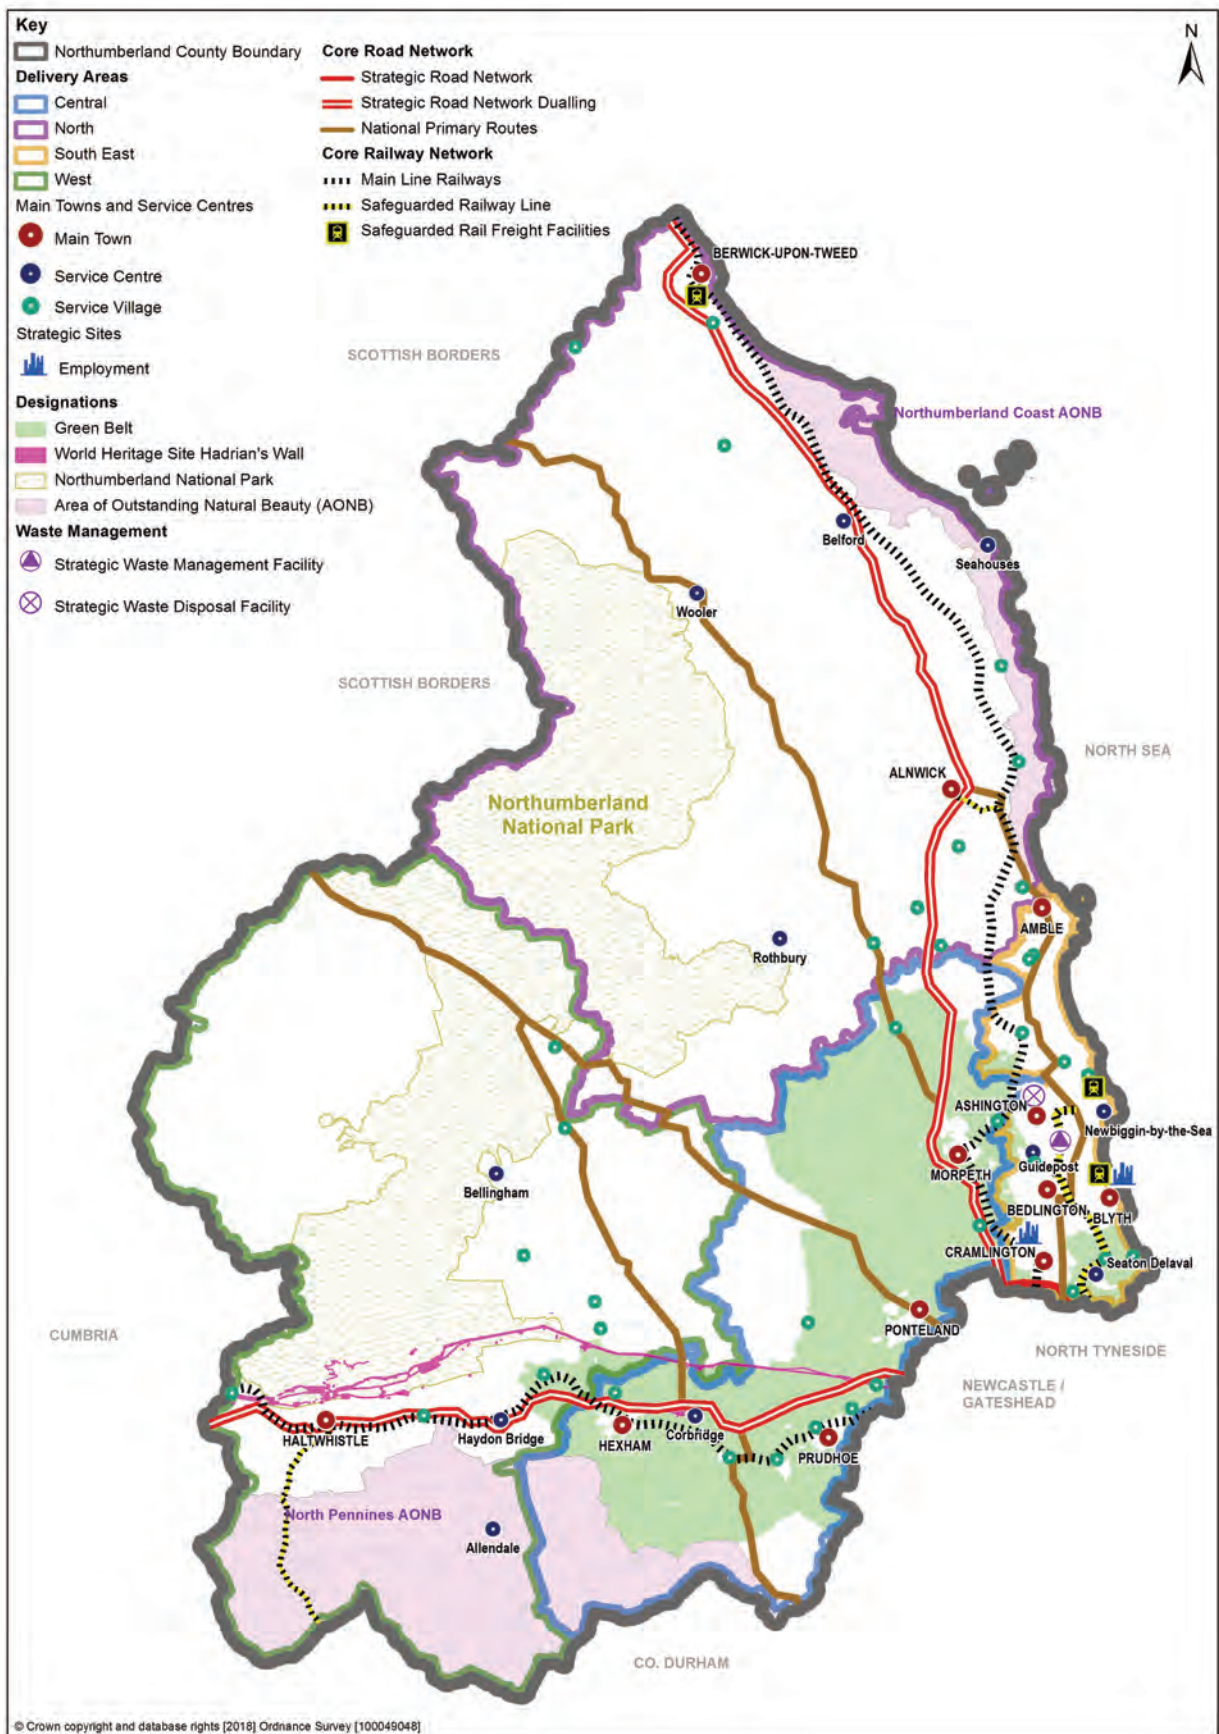 Key
Northumberland County Boundary
Delivery Areas
Central
North
South East
West
Main Towns and Service Centres
Main Town
Service Centre
Service Village
Strategic Sites
Employment
Designations
Green Belt
World Heritage Site Hadrian's Wall
Northumberland National Park
Area of Outstanding Natural Beauty (AONB)
Waste Management
Strategic Waste Management Facility
Strategic Waste Disposal Facility
Core Road Network
Strategic Road Network
Strategic Road Network Dualling
National Primary Routes
Core Railway Network
Main Line Railways
Safeguarded Railway Line
Safeguarded Rail Freight Facilities
N
BERWICK-UPON-TWEED
SCOTTISH BORDERS
Northumberland Coast AONB
Belford
Seahouses
Wooler
SCOTTISH BORDERS
NORTH SEA
ALNWICK
Northumberland
National Park
AMBLE
Rothbury
ASHINGTON
Newbiggin-by-the-Sea
Guidepost
MORPETH
Bellingham
BEDLINGTON
BLYTH
CRAMLINGTON
Seaton Delaval
PONTELAND
CUMBRIA
NORTH TYNESIDE
NEWCASTLE /
GATESHEAD
HALTWHISTLE
Haydon Bridge
HEXHAM
Corbridge
PRUDHOE
North Pennines AONB
Allendale
CO. DURHAM
© Crown copyright and database rights [2018] Ordnance Survey [100049048]